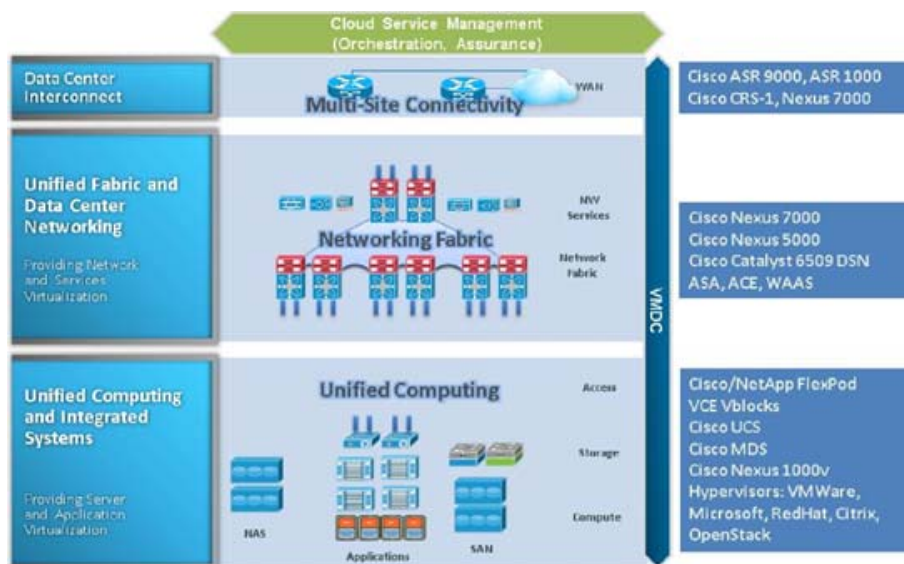 Cloud Service Management
(Orchestration, Assurance)
Data Center
Interconnect
WAN
Multi-Site Connectivity
Cisco ASR 9000, ASR 1000
Cisco CRS-1, Nexus 7000
Unified Fabric and
Data Center
Networking
Providing Network
and Services
Virtualization
NW
Services
Networking Fabric
Network
Fabric
Cisco Nexus 7000
Cisco Nexus 5000
Cisco Catalyst 6509 DSN
ASA, ACE, WAAS
VMDC
Unified Computing
and Integrated
Systems
Providing Server
and Application
Virtualization
Unified Computing
Access
Storage
Compute
NAS
Applications
SAN
Cisco/NetApp FlexPod
VCE Vblocks
Cisco UCS
Cisco MDS
Cisco Nexus 1000v
Hypervisors: VMWare,
Microsoft, RedHat, Citrix,
OpenStack